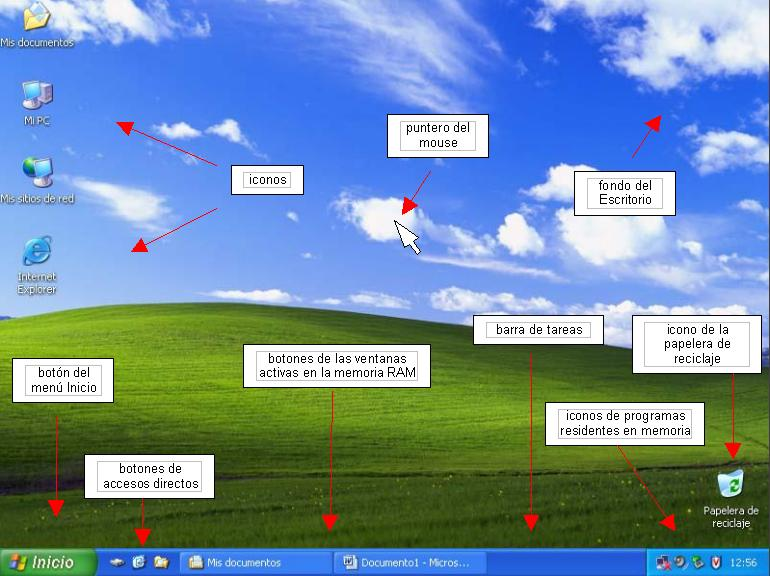 Mis documentos
Mi PC
Mis sitios de red
Internet
Explorer
iconos
puntero del
mouse
fondo del
Escritorio
botón del
menú Inicio
botones de las ventanas
activas en la memoria RAM
barra de tareas
icono de la
papelera de
reciclaje
iconos de programas
residentes en memoria
botones de
accesos directos
Papelera de
reciclaje
Inicio
Mis documentos
Documento1 - Micros...
12:56